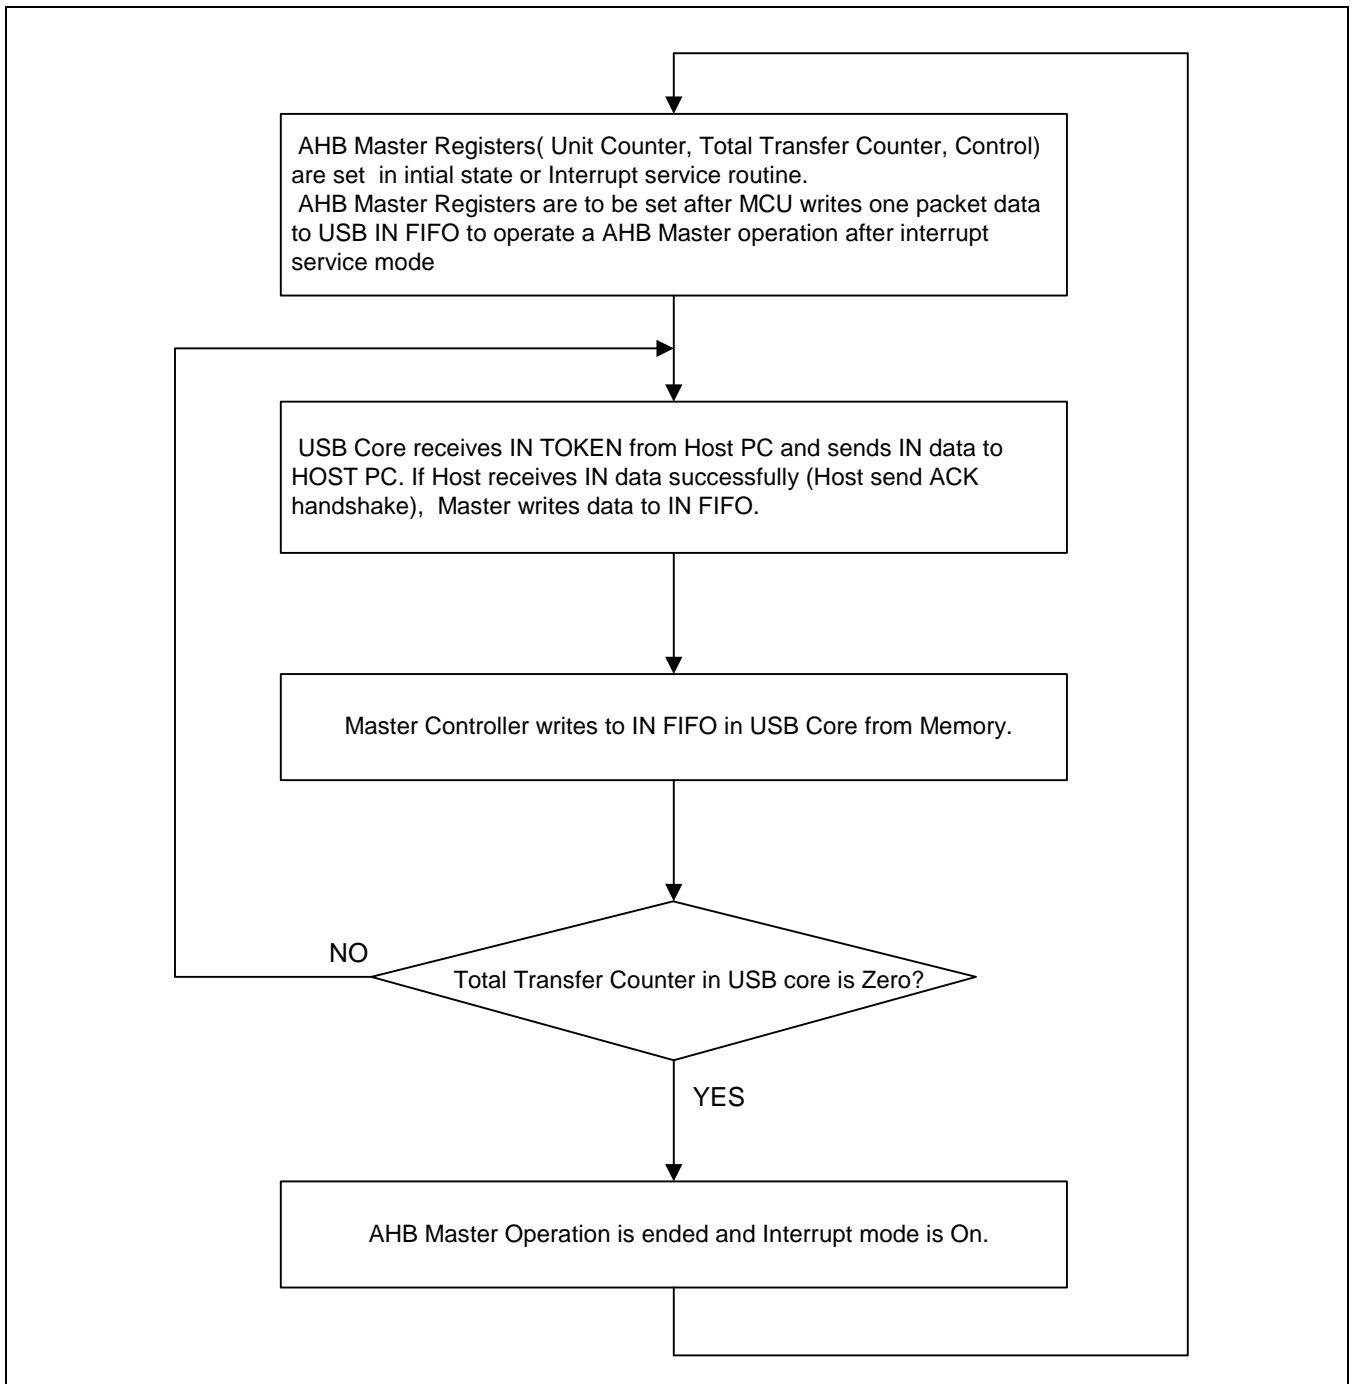 AHB Master Registers( Unit Counter, Total Transfer Counter, Control)
are set in intial state or Interrupt service routine.
AHB Master Registers are to be set after MCU writes one packet data
to USB IN FIFO to operate a AHB Master operation after interrupt
service mode
USB Core receives IN TOKEN from Host PC and sends IN data to
HOST PC. If Host receives IN data successfully (Host send ACK
handshake), Master writes data to IN FIFO.
Master Controller writes to IN FIFO in USB Core from Memory.
NO
Total Transfer Counter in USB core is Zero?
YES
AHB Master Operation is ended and Interrupt mode is On.